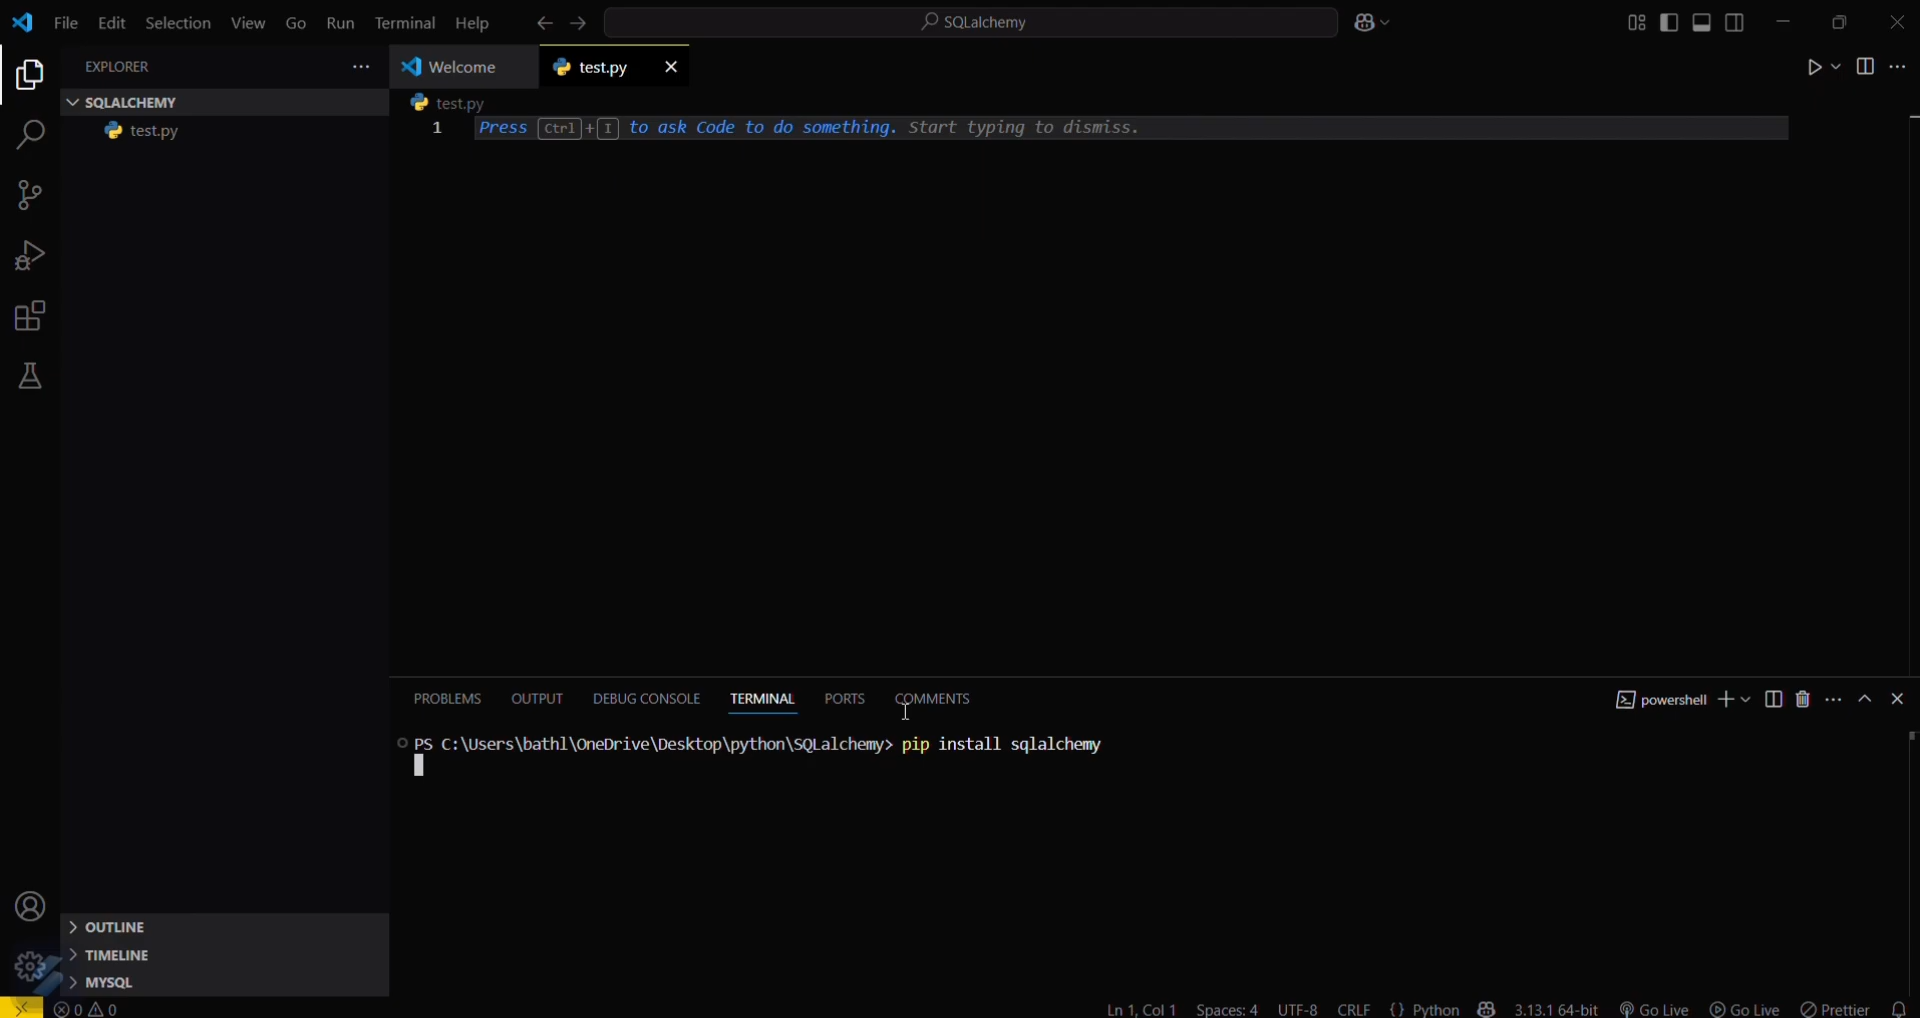 File Edit Selection View Go Run Terminal Help
SQLalchemy
EXPLORER
SQLALCHEMY
test.py
Welcome
test.py
test.py
1 Press Ctrl+I to ask Code to do something. Start typing to dismiss.
PROBLEMS OUTPUT DEBUG CONSOLE TERMINAL PORTS COMMENTS
powershell
PS C:\Users\bathl\OneDrive\Desktop\python\SQLalchemy> pip install sqlalchemy
OUTLINE
TIMELINE
MYSQL
0 0
Ln 1, Col 1 Spaces: 4 UTF-8 CRLF {} Python 3.13.1 64-bit Go Live Go Live Prettier